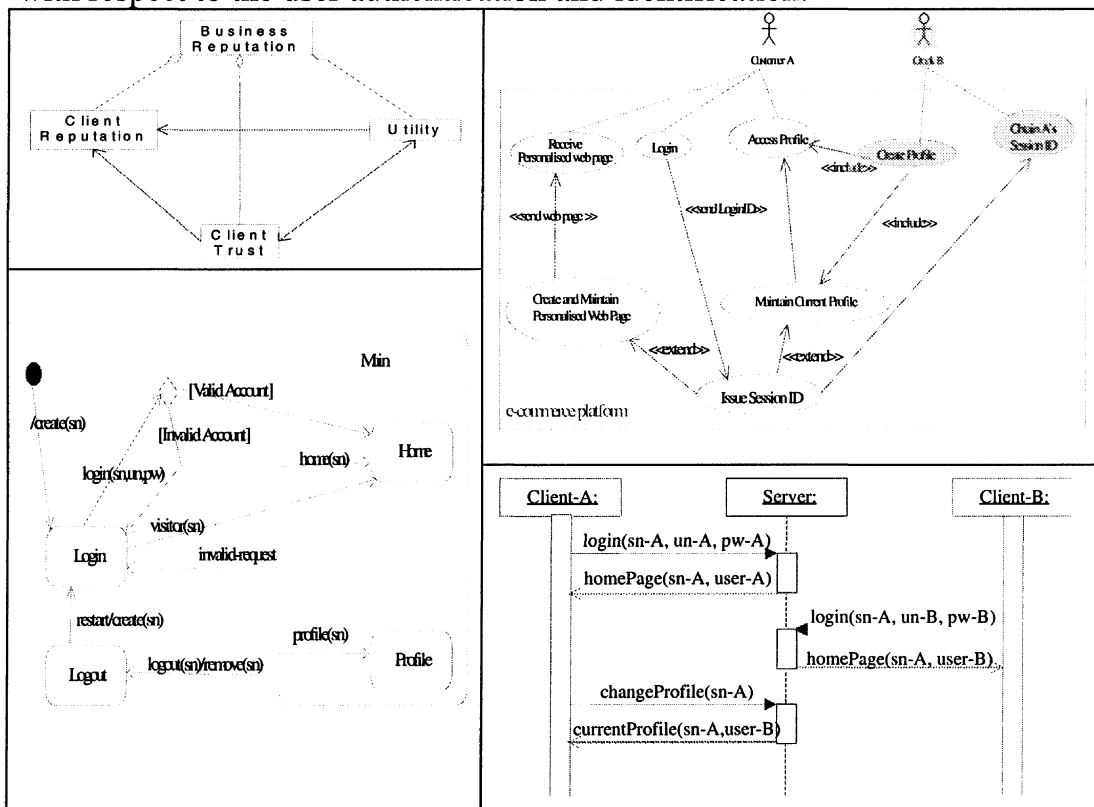 with respect to the user authentication and identification.
Business
Reputation
Client
Reputation
Utility
Client
Trust
Customer A
Receive
Personalised web page
Login
Access Profile
Create Profile
Session ID
<<include>>
<<send web page >>
<<send LoginID>>
<<include>>
Create and Maintain
Personalised Web Page
Maintain Current Profile
<<extend>>
<<extend>>
Issue Session ID
e-commerce platform
Main
/create(sn)
[Valid Account]
[Invalid Account]
login(sn,un,pw)
home(sn)
Home
visitor(sn)
Login
invalid-request
restart/create(sn)
profile(sn)
Logout
logout(sn)/remove(sn)
Profile
Client-A:
Server:
Client-B:
login(sn-A, un-A, pw-A)
homePage(sn-A, user-A)
login(sn-A, un-B, pw-B)
homePage(sn-A, user-B)
changeProfile(sn-A)
currentProfile(sn-A,user-B)